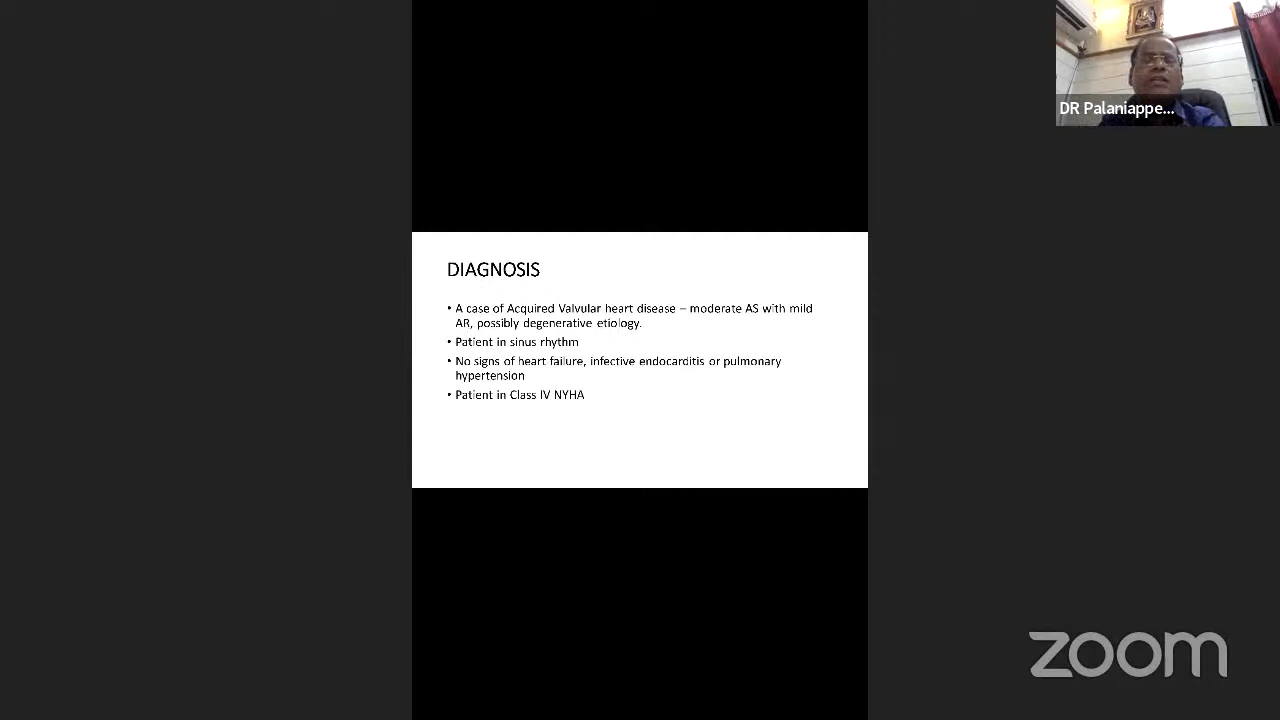 DR Palaniappe...
DIAGNOSIS
• A case of Acquired Valvular heart disease – moderate AS with mild
AR, possibly degenerative etiology.
• Patient in sinus rhythm
• No signs of heart failure, infective endocarditis or pulmonary
hypertension
• Patient in Class IV NYHA
zoom